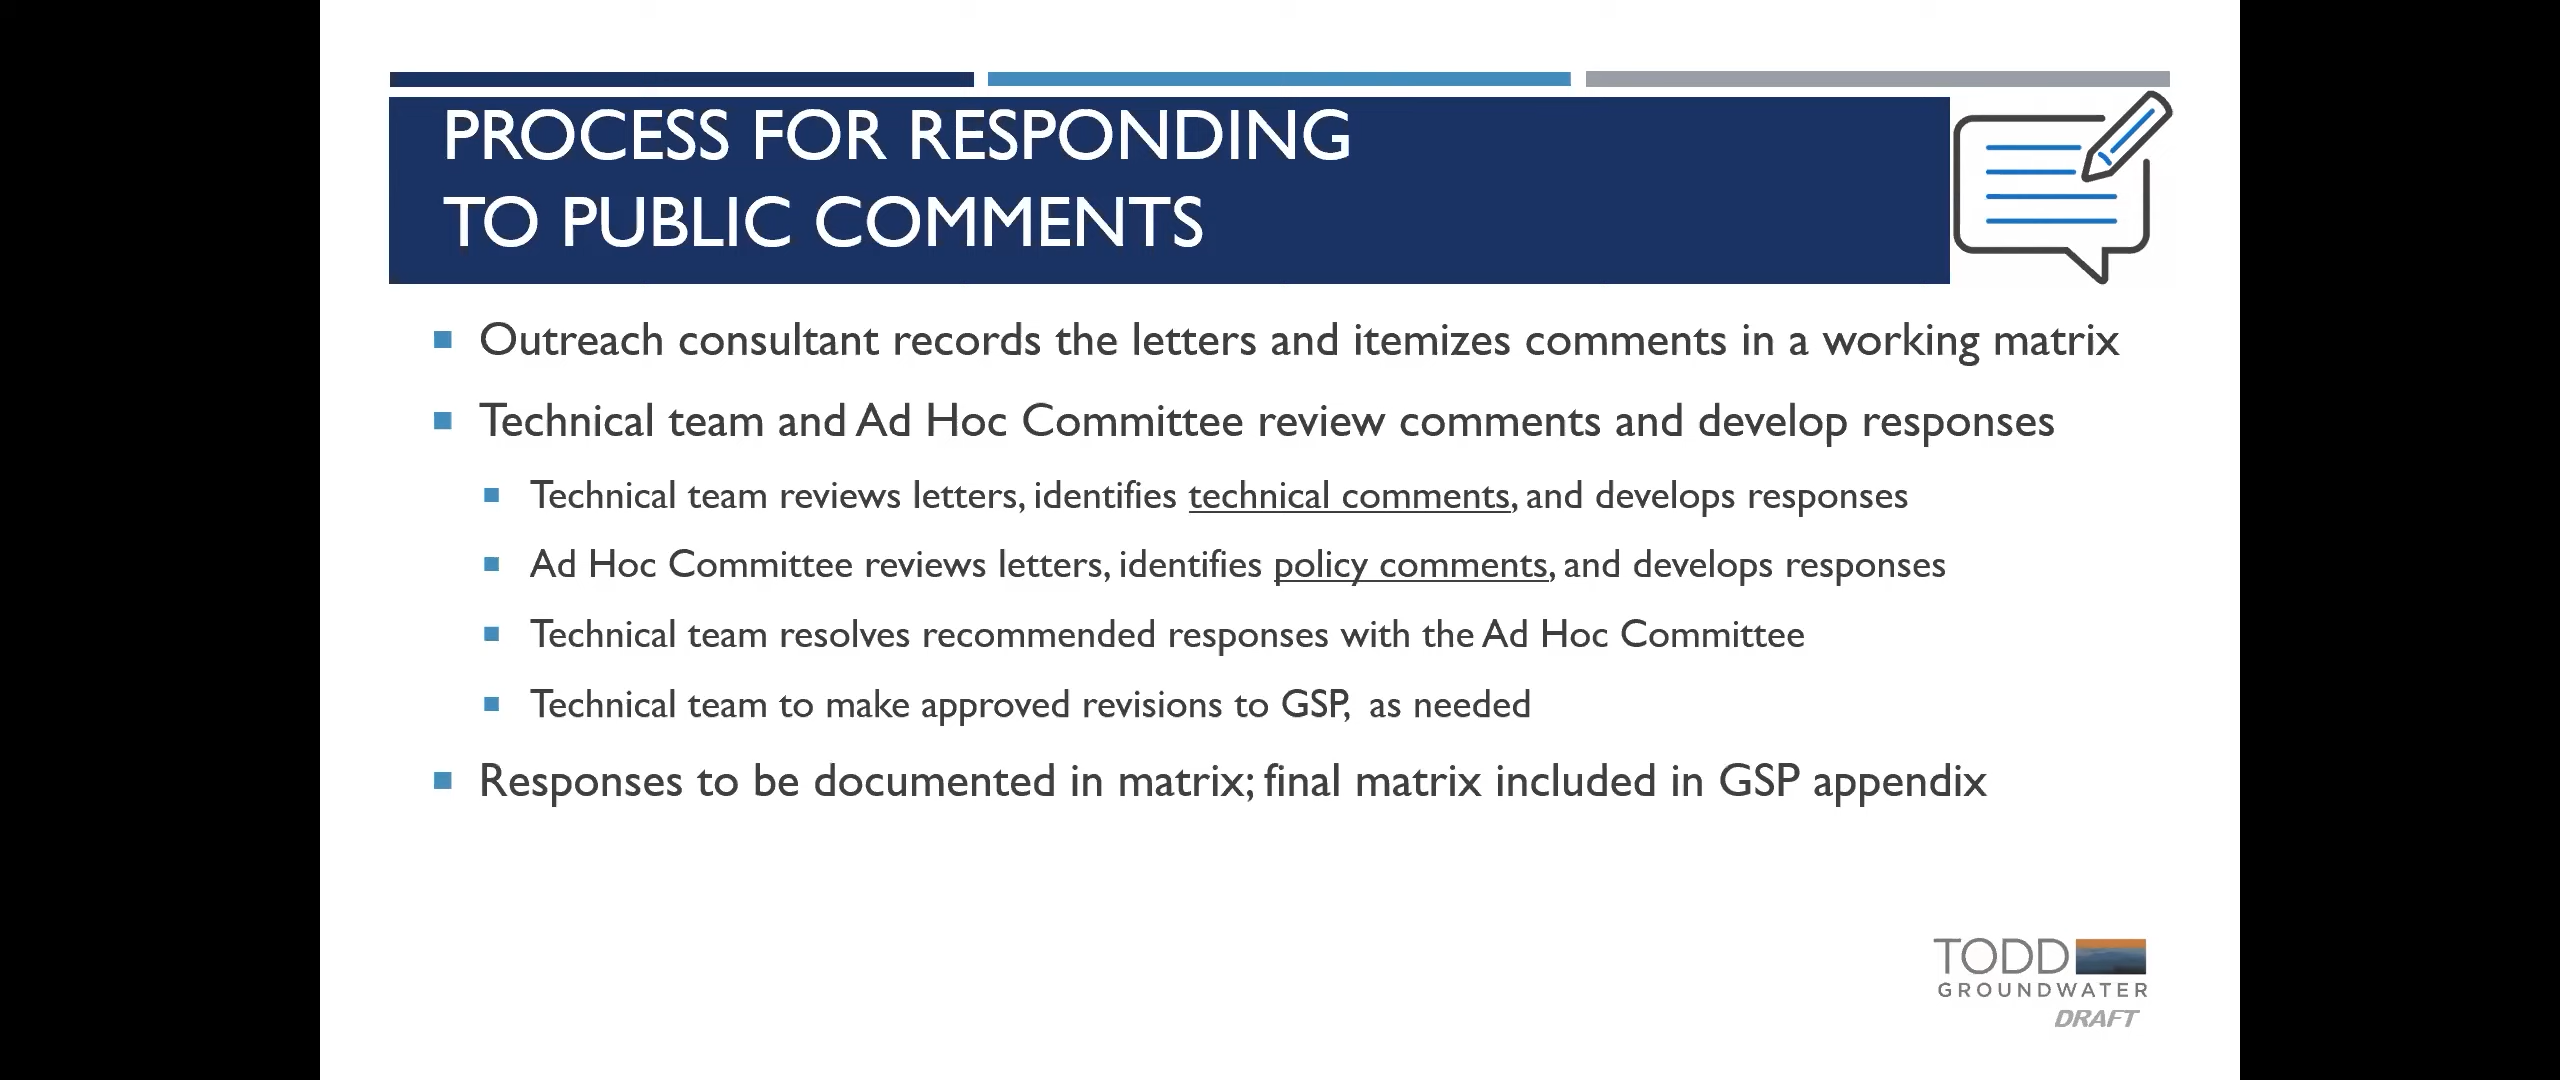 PROCESS FOR RESPONDING
TO PUBLIC COMMENTS
Outreach consultant records the letters and itemizes comments in a working matrix
Technical team and Ad Hoc Committee review comments and develop responses
Technical team reviews letters, identifies technical comments, and develops responses
Ad Hoc Committee reviews letters, identifies policy comments, and develops responses
Technical team resolves recommended responses with the Ad Hoc Committee
Technical team to make approved revisions to GSP, as needed
Responses to be documented in matrix; final matrix included in GSP appendix
TODD
GROUNDWATER
DRAFT